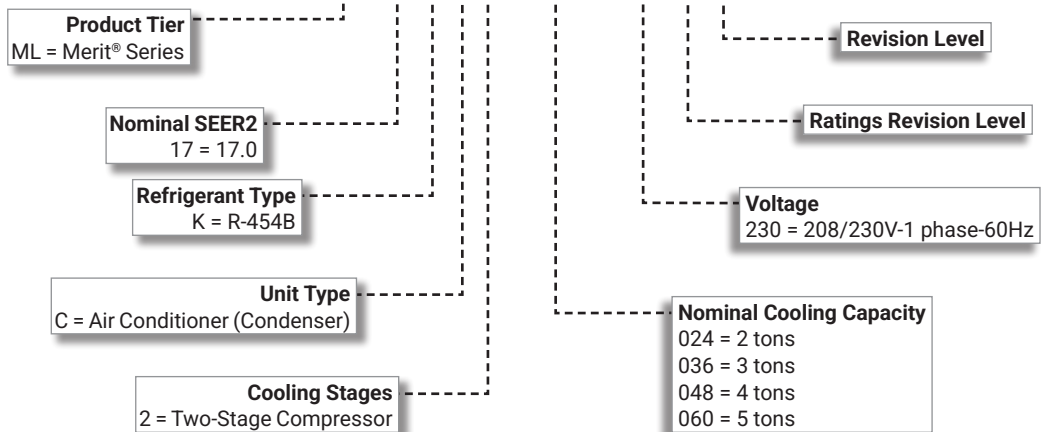 Product Tier
ML = Merit® Series
Nominal SEER2
17 = 17.0
Refrigerant Type
K = R-454B
Unit Type
C = Air Conditioner (Condenser)
Cooling Stages
2 = Two-Stage Compressor
Revision Level
Ratings Revision Level
Voltage
230 = 208/230V-1 phase-60Hz
Nominal Cooling Capacity
024 = 2 tons
036 = 3 tons
048 = 4 tons
060 = 5 tons